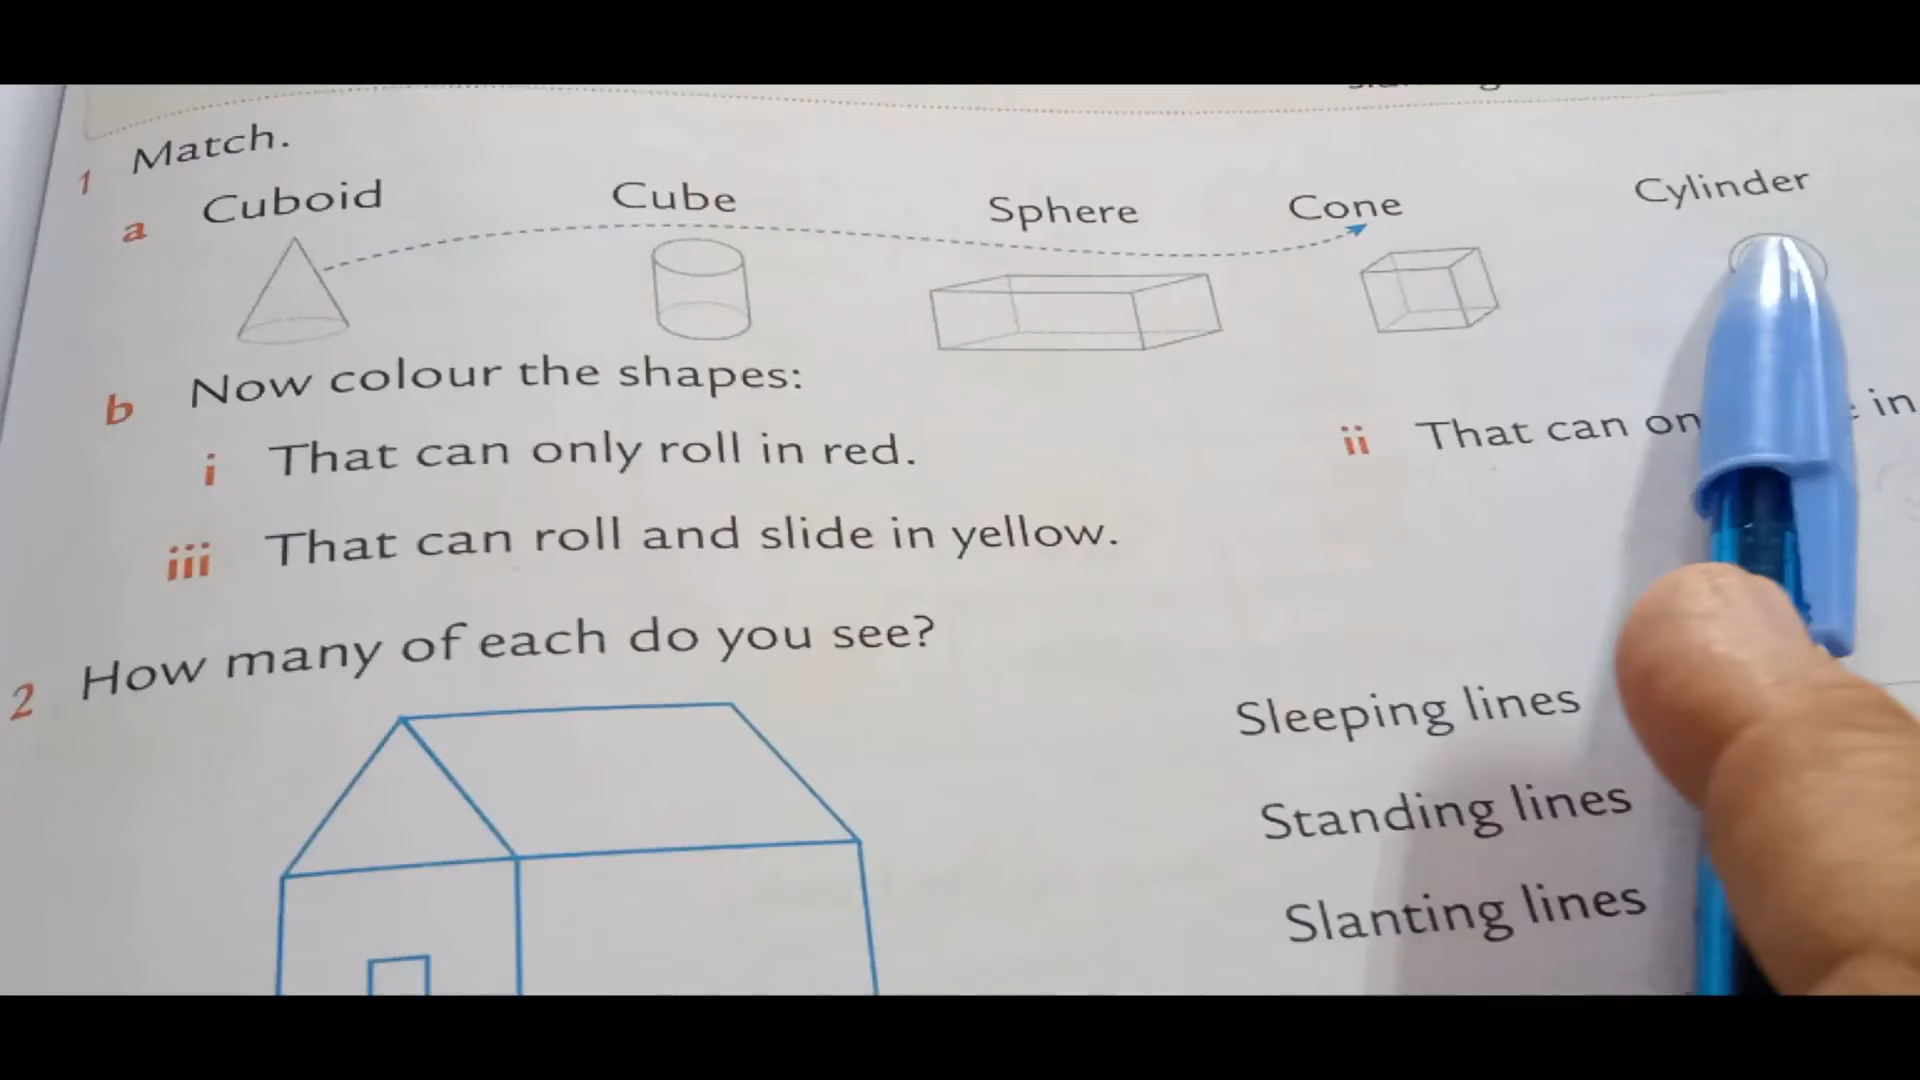 1 Match.
a Cuboid Cube Sphere Cone Cylinder
b Now colour the shapes:
i That can only roll in red. ii That can in
iii That can roll and slide in yellow.
2 How many of each do you see?
Sleeping lines
Standing lines
Slanting lines